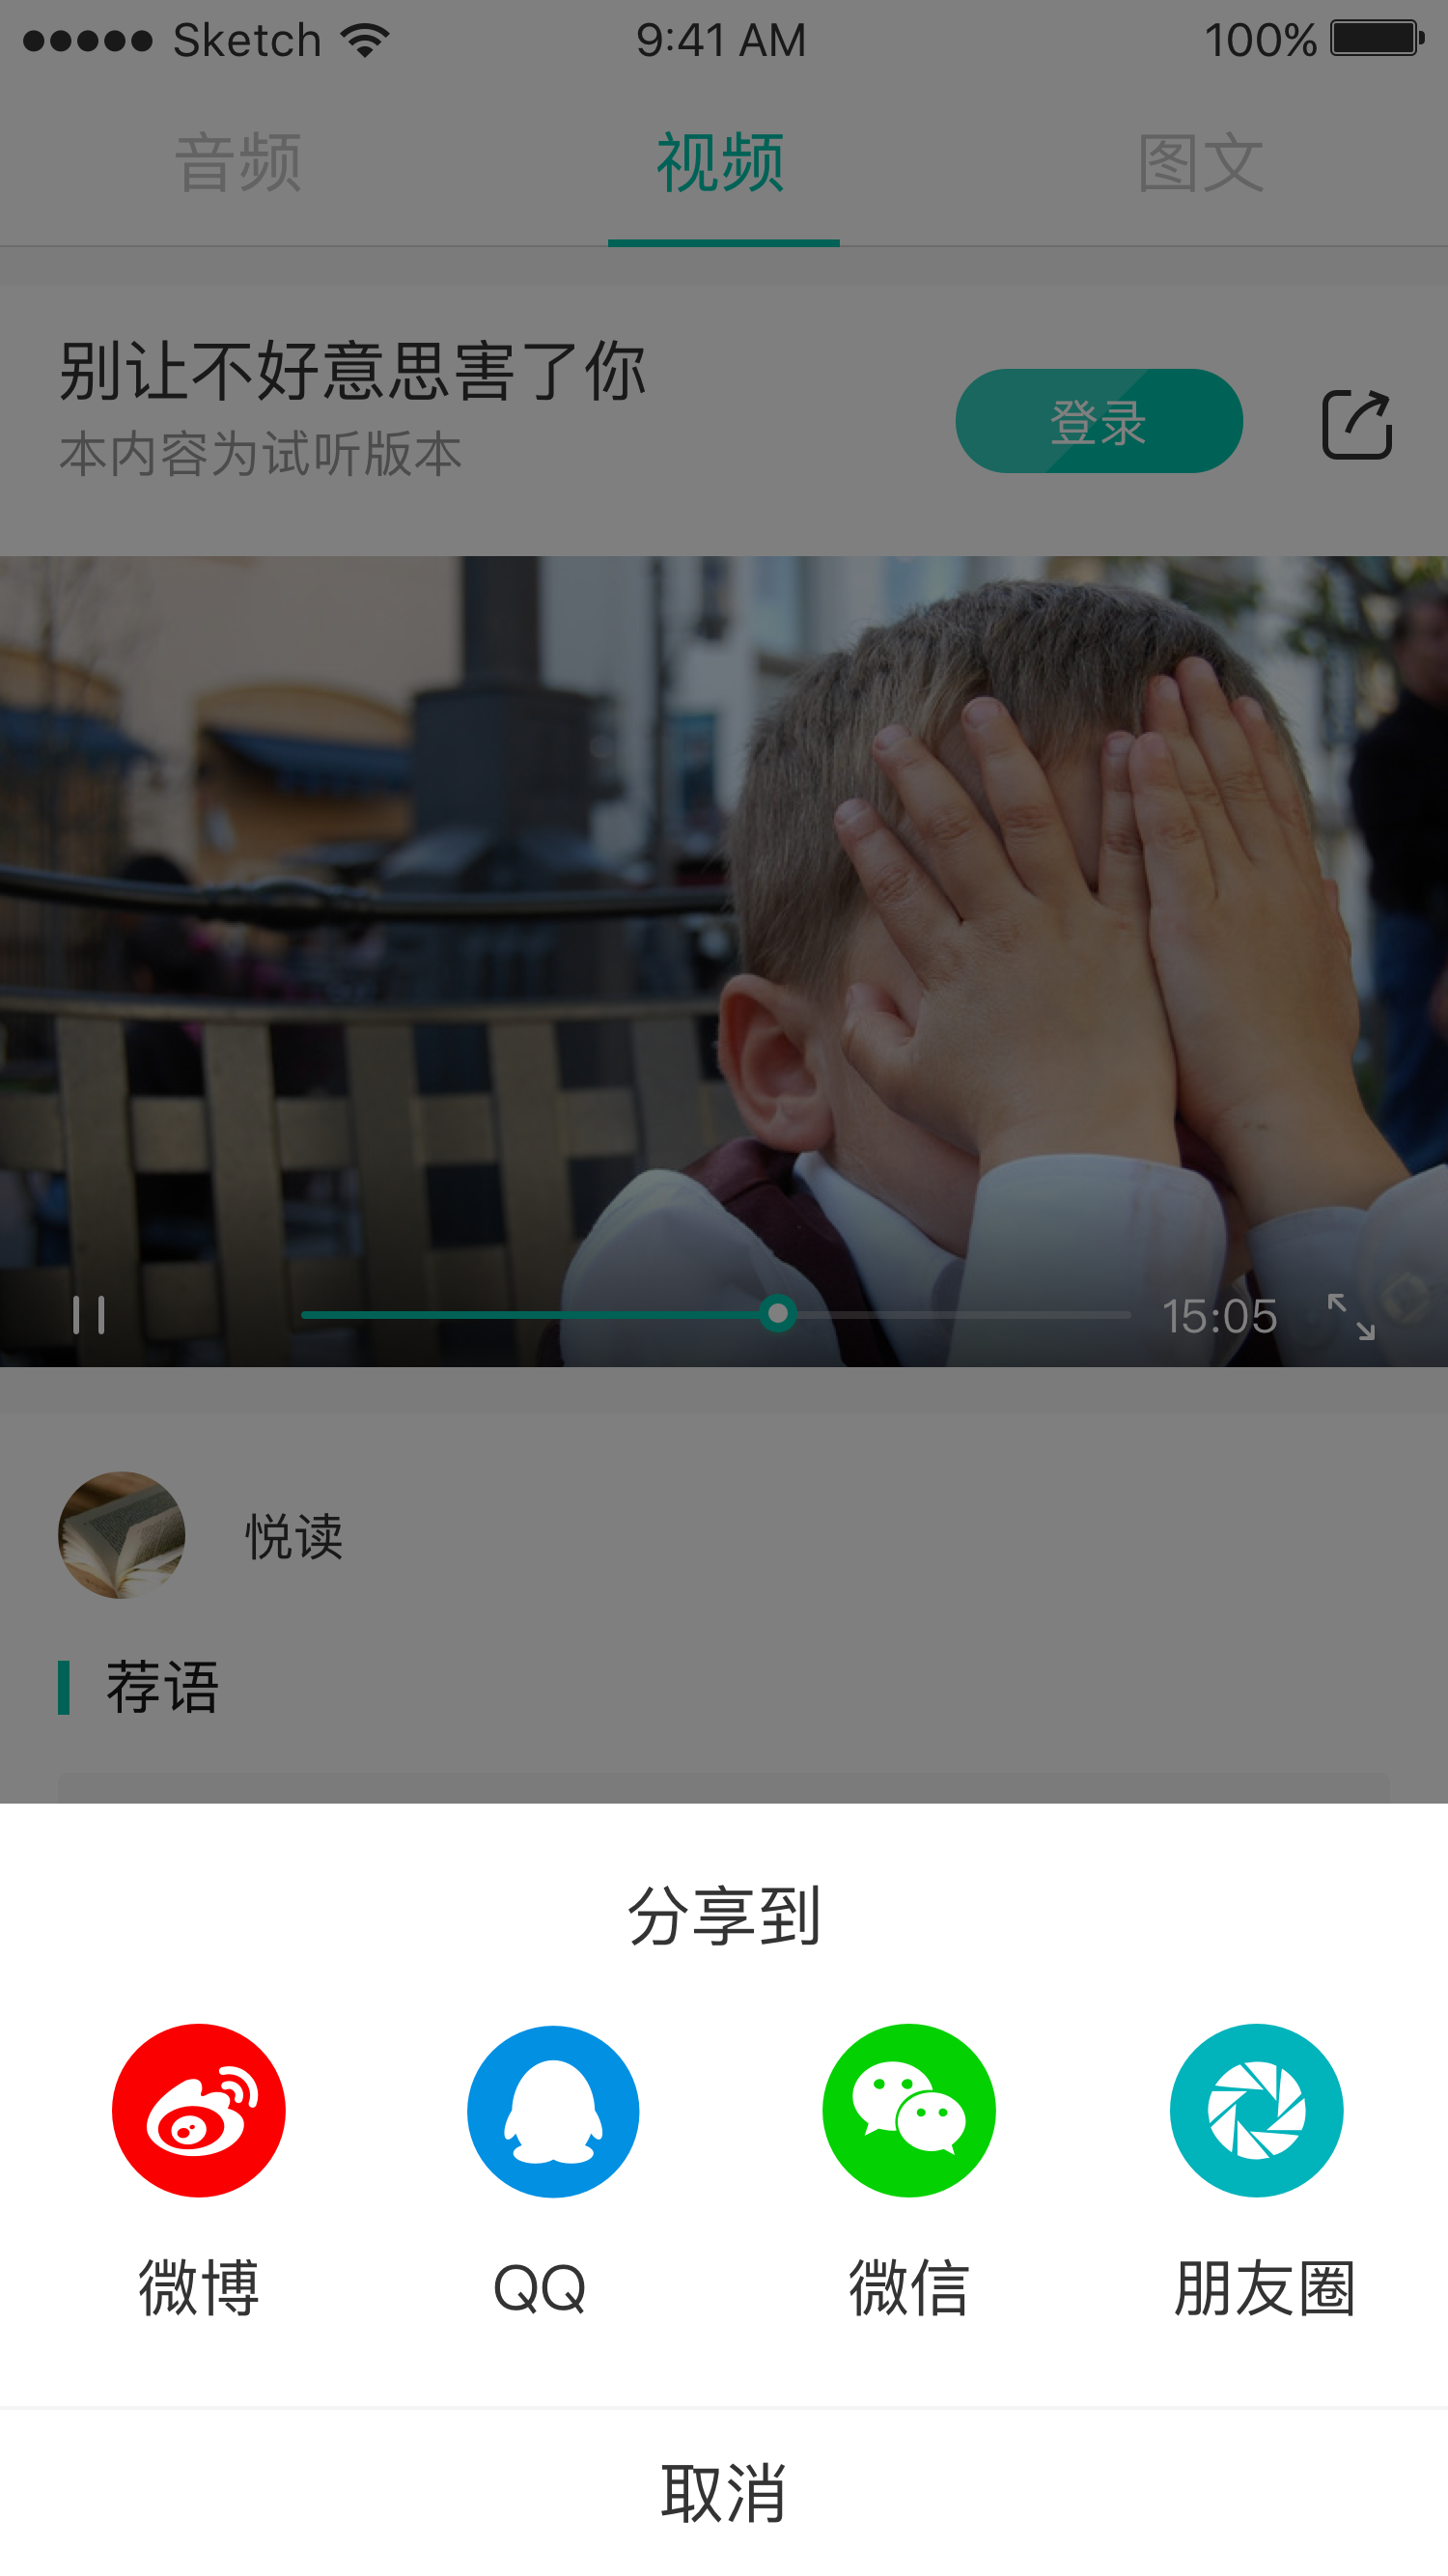 Sketch 9:41 AM 100%
音频 视频 图文
别让不好意思害了你
本内容为试听版本
登录
15:05
悦读
荐语
分享到
微博 QQ 微信 朋友圈
取消